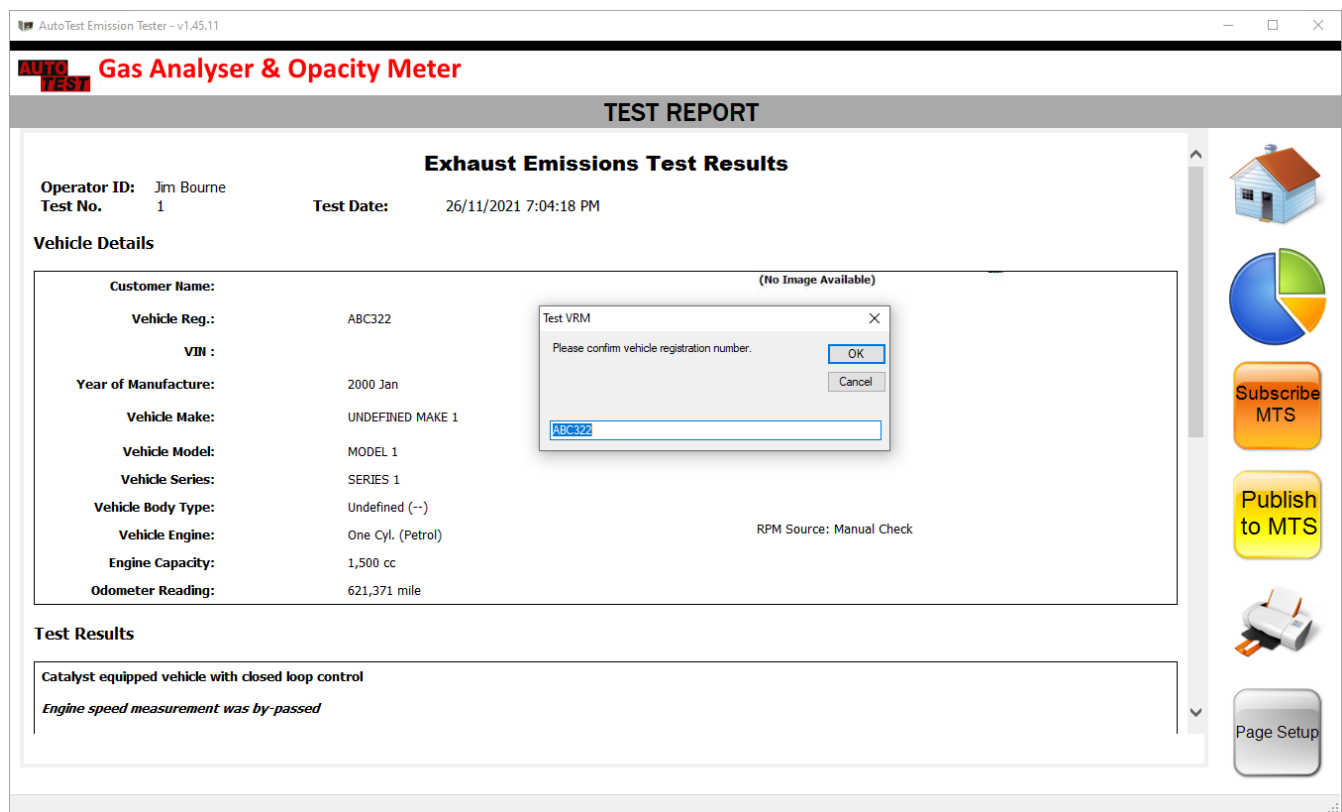 AutoTest Emission Tester - v1.45.11
AUTO TEST
Gas Analyser & Opacity Meter
TEST REPORT
Exhaust Emissions Test Results
Operator ID: Jim Bourne
Test No. 1 Test Date: 26/11/2021 7:04:18 PM
Vehicle Details
Customer Name: (No Image Available)
Vehicle Reg.: ABC322
VIN :
Year of Manufacture: 2000 Jan
Vehicle Make: UNDEFINED MAKE 1
Vehicle Model: MODEL 1
Vehicle Series: SERIES 1
Vehicle Body Type: Undefined (--)
Vehicle Engine: One Cyl. (Petrol) RPM Source: Manual Check
Engine Capacity: 1,500 cc
Odometer Reading: 621,371 mile
Test VRM
Please confirm vehicle registration number.
OK
Cancel
ABC322
Test Results
Catalyst equipped vehicle with closed loop control
Engine speed measurement was by-passed
Subscribe
MTS
Publish
to MTS
Page Setup